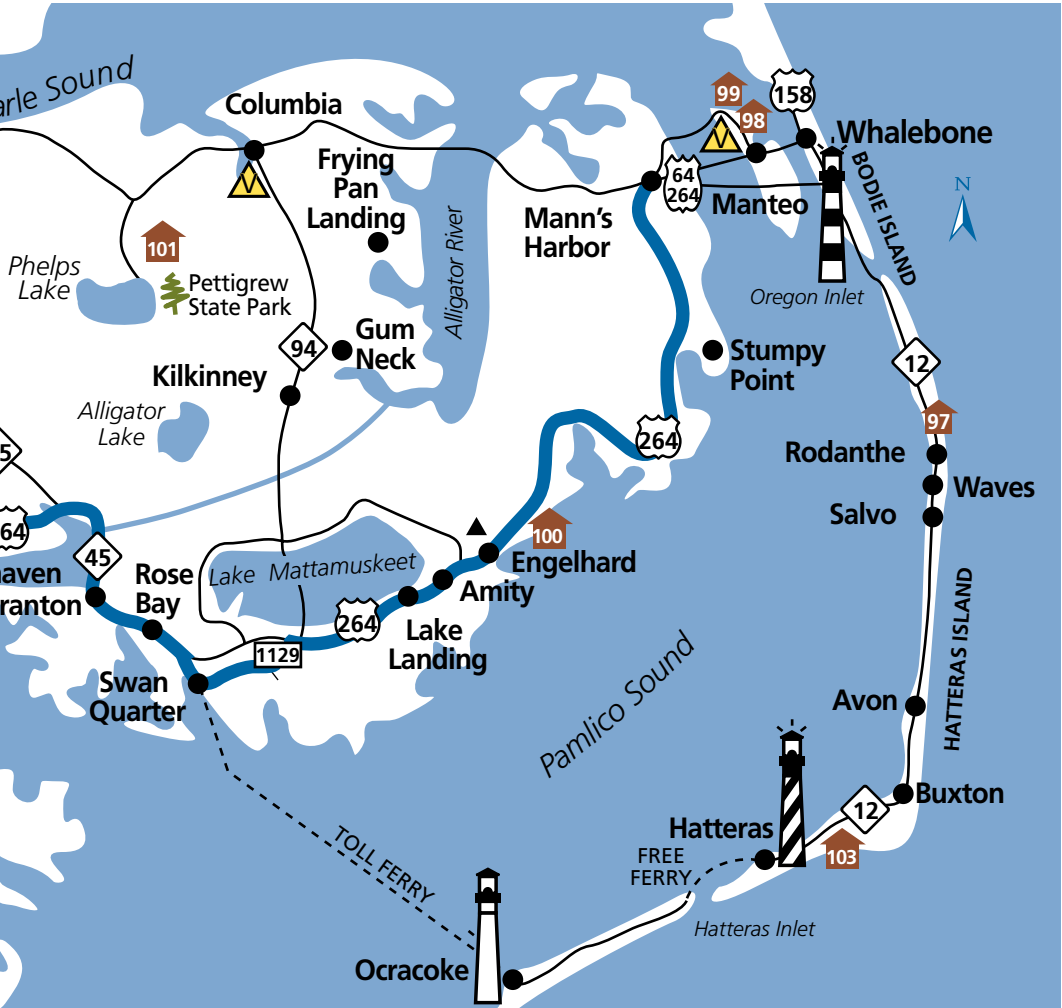 arle Sound
Columbia
Frying
Pan
Landing
99
98
158
Whalebone
BODIE ISLAND
N
64
264
Manteo
Mann's
Harbor
Alligator River
101
Phelps
Lake
Pettigrew
State Park
Oregon Inlet
94
Gum
Neck
Kilkinney
Stumpy
Point
12
Alligator
Lake
97
Rodanthe
Waves
Salvo
5
264
64
45
100
Engelhard
Lake Mattamuskeet
Amity
haven
ranton
Rose
Bay
264
Lake
Landing
1129
Swan
Quarter
HATTERAS ISLAND
Pamlico Sound
Avon
Buxton
12
Hatteras
103
TOLL FERRY
FREE
FERRY
Hatteras Inlet
Ocracoke